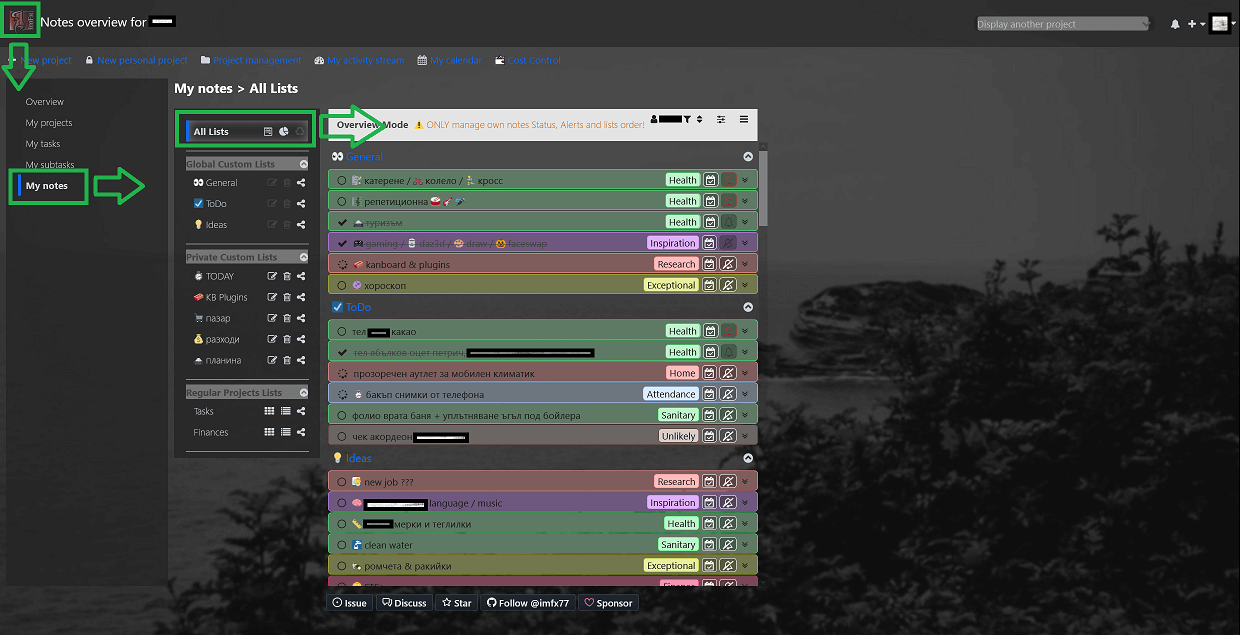 Notes overview for
Display another project
New project
New personal project
Project management
My activity stream
My calendar
Cost Control
Overview
My projects
My tasks
My subtasks
My notes
My notes > All Lists
All Lists
Global Custom Lists
General
ToDo
Ideas
Private Custom Lists
TODAY
KB Plugins
пазар
разходи
планина
Regular Projects Lists
Tasks
Finances
Overview Mode ⚠ ONLY manage own notes Status, Alerts and lists order!
General
катерене / колело / кросс Health
репетиционна Health
туризъм Health
gaming / daz3d / draw / faceswap Inspiration
kanboard & plugins Research
хороскоп Exceptional
ToDo
тел какао Health
тел ябълков оцет петрич, Health
прозоречен аутлет за мобилен климатик Home
бакъп снимки от телефона Attendance
фолио врата баня + уплътняване ъгъл под бойлера Sanitary
чек акордеон Unlikely
Ideas
new job ??? Research
language / music Inspiration
мерки и теглилки Health
clean water Sanitary
ромчета & ракийки Exceptional
Issue
Discuss
Star
Follow @imfx77
Sponsor